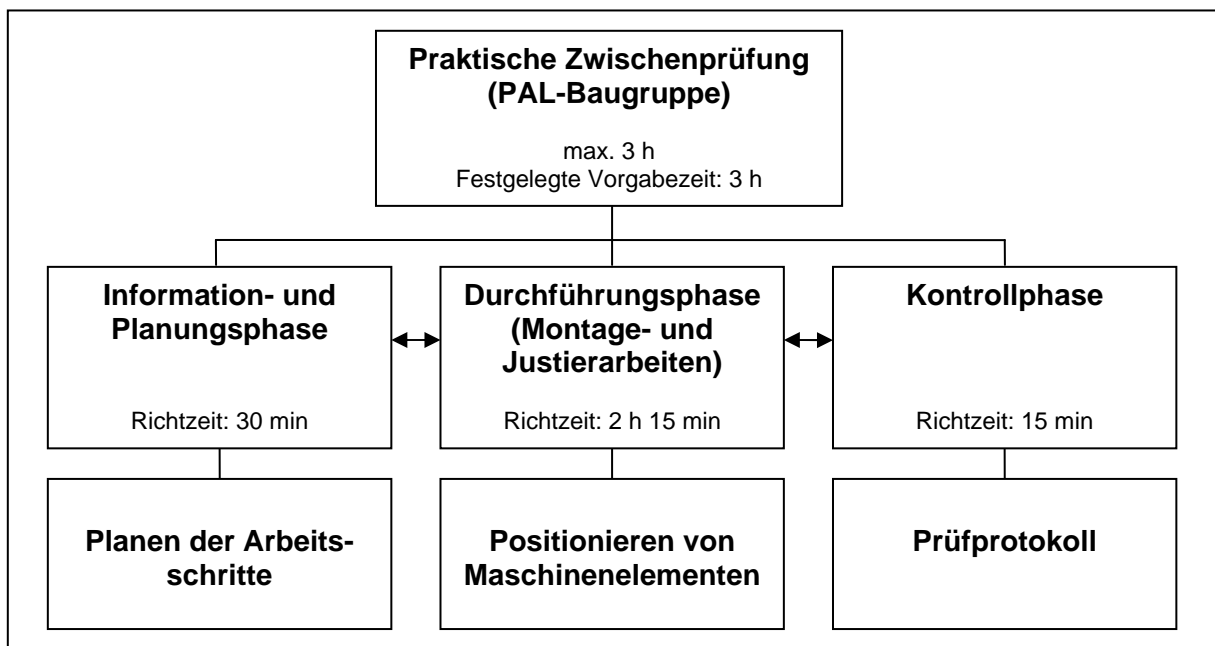 Praktische Zwischenprüfung
(PAL-Baugruppe)
max. 3 h
Festgelegte Vorgabezeit: 3 h
Information- und
Planungsphase
Richtzeit: 30 min
Durchführungsphase
(Montage- und
Justierarbeiten)
Richtzeit: 2 h 15 min
Kontrollphase
Richtzeit: 15 min
Planen der Arbeits-
schritte
Positionieren von
Maschinenelementen
Prüfprotokoll